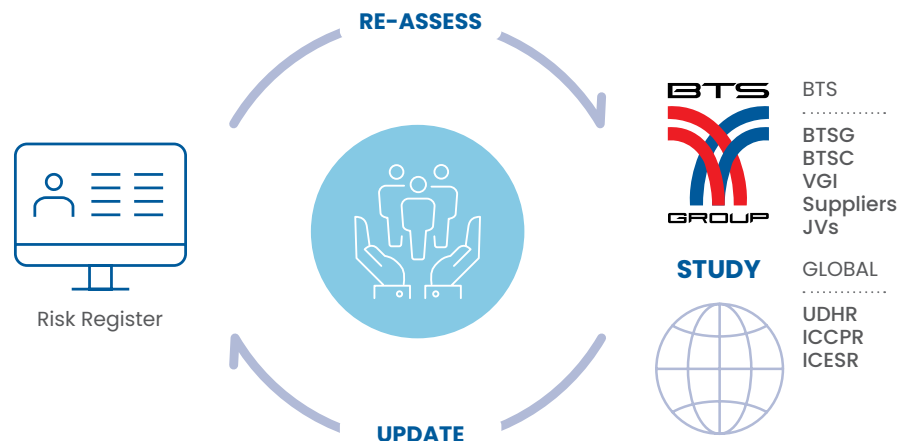 RE-ASSESS
BTS
GROUP
BTS
BTSG
BTSC
VGI
Suppliers
JVs
Risk Register
STUDY
GLOBAL
UDHR
ICCPR
ICESR
UPDATE